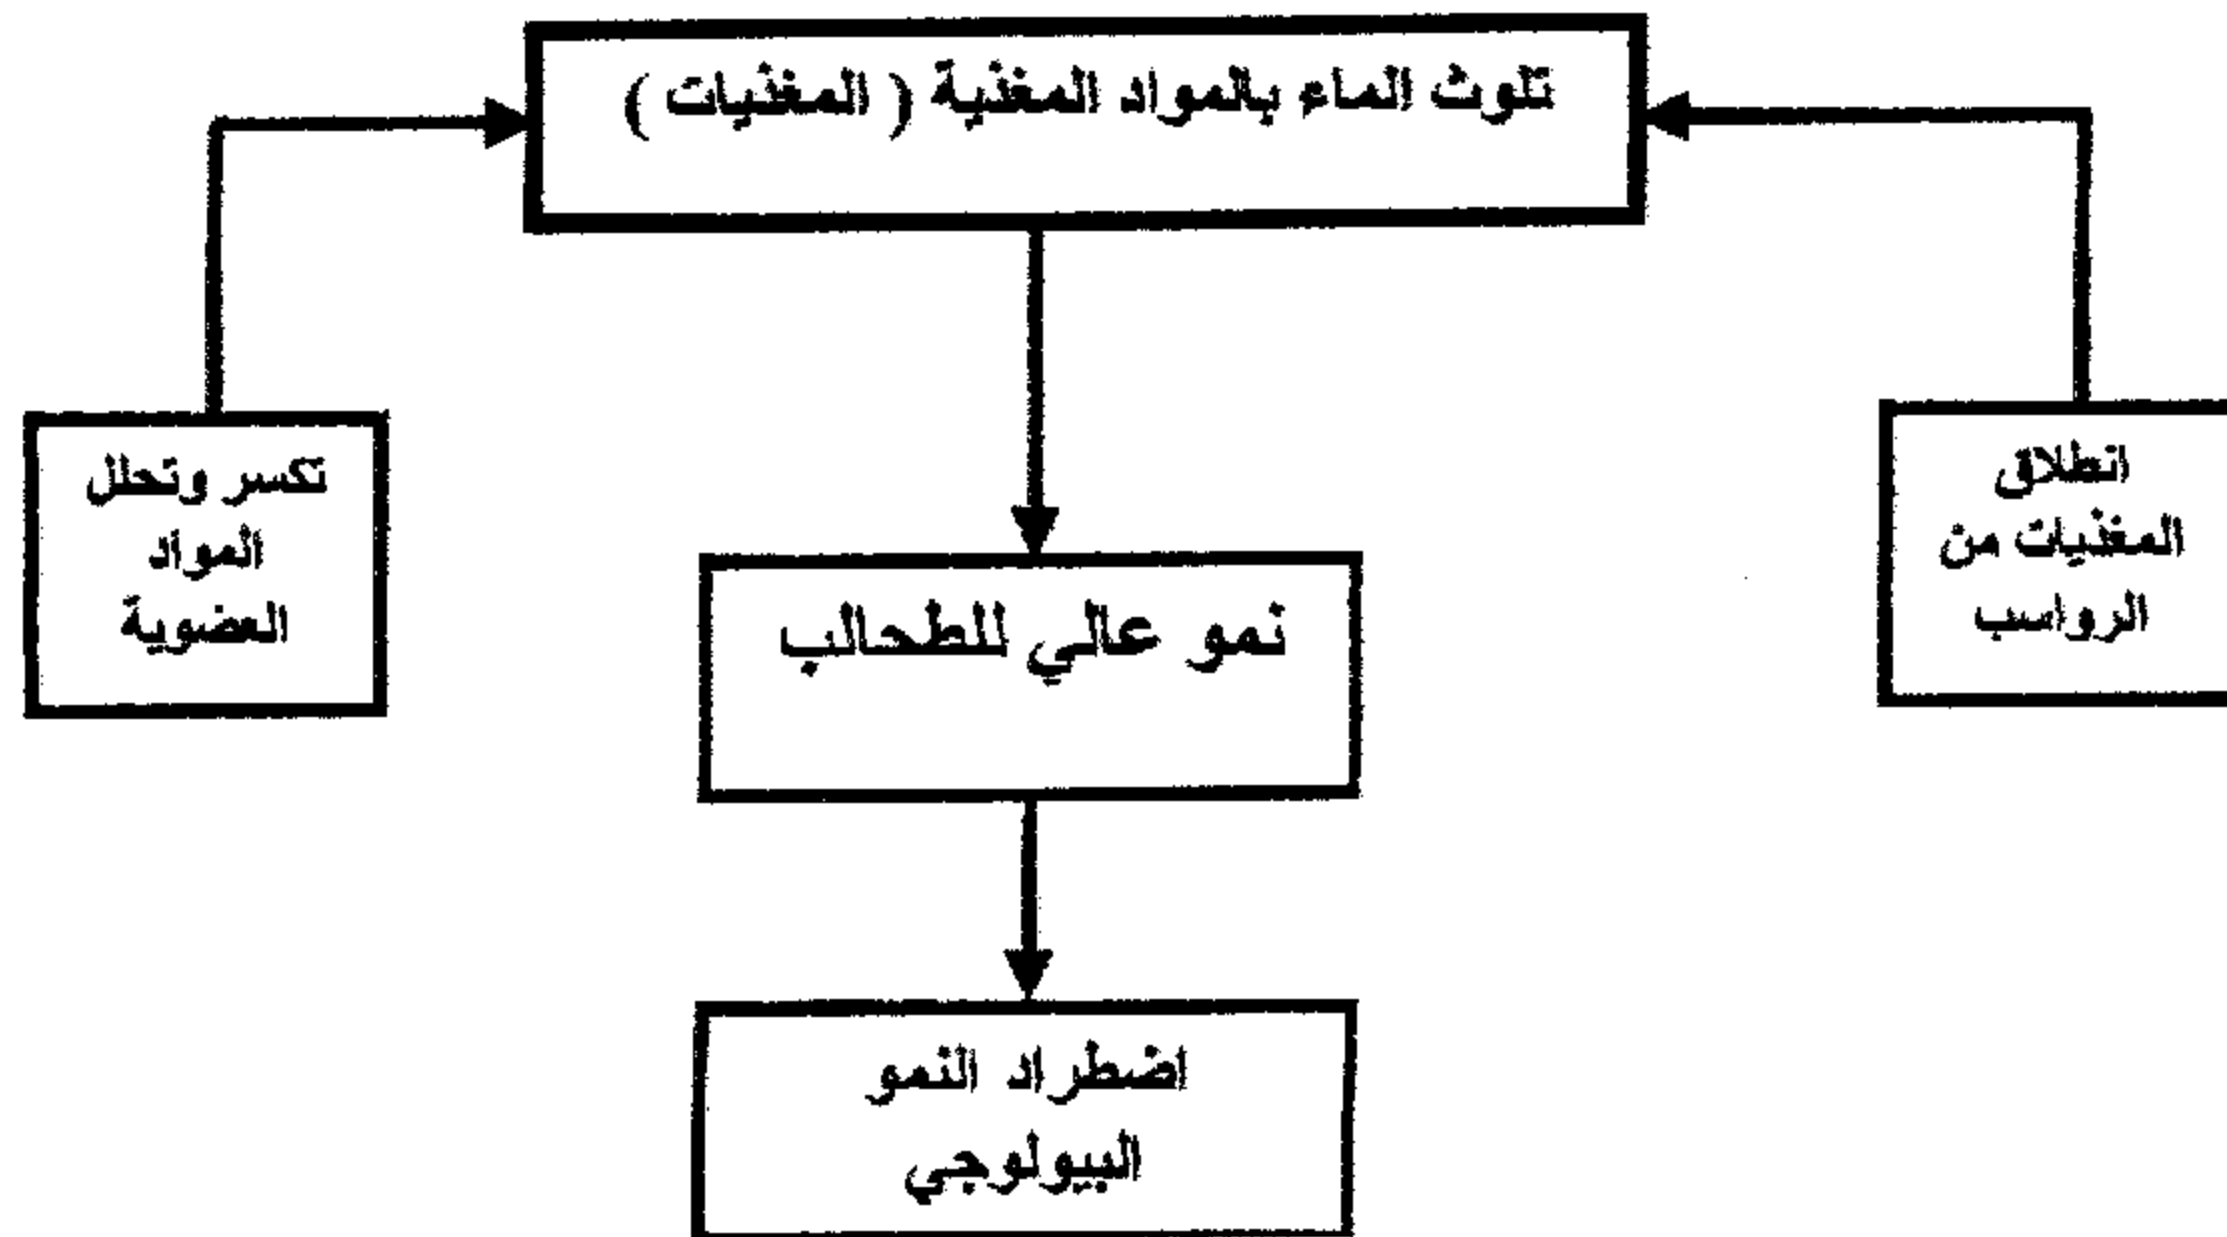 تلوث الماء بالمواد المغذية ( المغذيات )
انطلاق
المغذيات من
الرواسب
تكسر وتحلل
المواد
العضوية
نمو عالي للطحالب
اضطراد النمو
البيولوجي